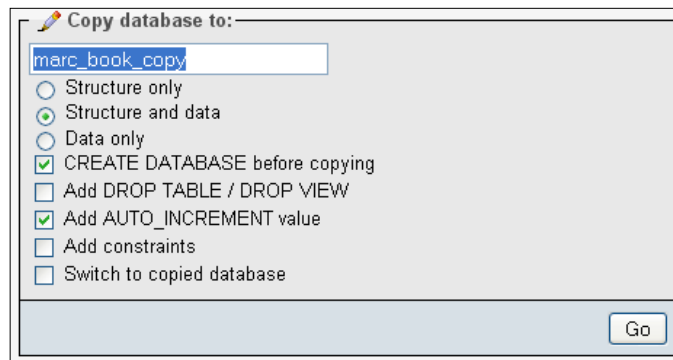 Copy database to:
marc_book_copy
Structure only
Structure and data
Data only
CREATE DATABASE before copying
Add DROP TABLE / DROP VIEW
Add AUTO_INCREMENT value
Add constraints
Switch to copied database
Go